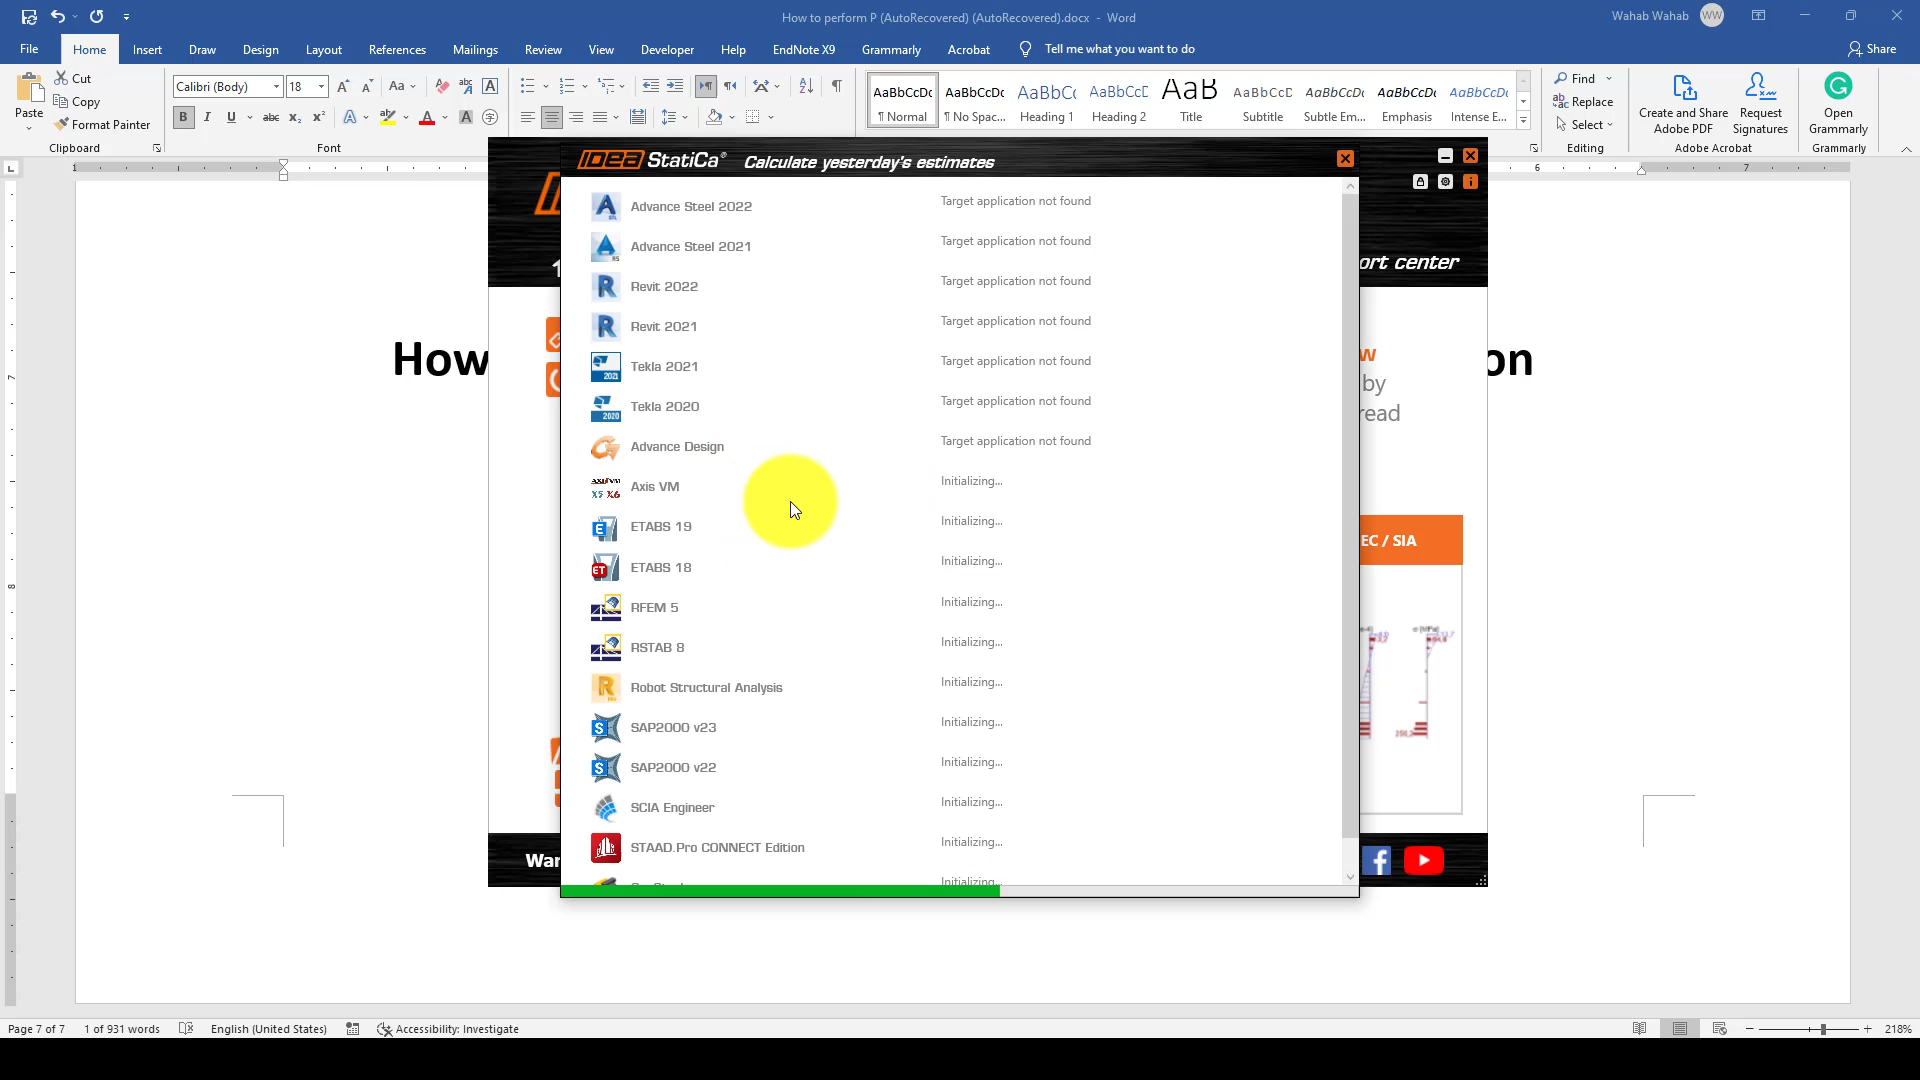 How to perform P (AutoRecovered) (AutoRecovered).docx - Word
Wahab Wahab
WW
File Home Insert Draw Design Layout References Mailings Review View Developer Help EndNote X9 Grammarly Acrobat Tell me what you want to do
Share
Paste
Cut
Copy
Format Painter
Clipboard
Calibri (Body) 18
Font
AaBbCcDc AaBbCcDc AaBbCc AaBbCcD AaB AaBbCcD AaBbCcDc AaBbCcDc AaBbCcDc
¶ Normal ¶ No Spac... Heading 1 Heading 2 Title Subtitle Subtle Em... Emphasis Intense E...
Find
Replace
Select
Editing
Create and Share Adobe PDF
Request Signatures
Adobe Acrobat
Open Grammarly
Grammarly
1 6 7
IDEA StatiCa® Calculate yesterday's estimates
Advance Steel 2022 Target application not found
Advance Steel 2021 Target application not found
Revit 2022 Target application not found
Revit 2021 Target application not found
Tekla 2021 Target application not found
Tekla 2020 Target application not found
Advance Design Target application not found
Axis VM Initializing...
ETABS 19 Initializing...
ETABS 18 Initializing...
RFEM 5 Initializing...
RSTAB 8 Initializing...
Robot Structural Analysis Initializing...
SAP2000 v23 Initializing...
SAP2000 v22 Initializing...
SCIA Engineer Initializing...
STAAD.Pro CONNECT Edition Initializing...
Initializing...
ort center
How
on
w
by
read
EC / SIA
War
Page 7 of 7 1 of 931 words English (United States) Accessibility: Investigate
218%